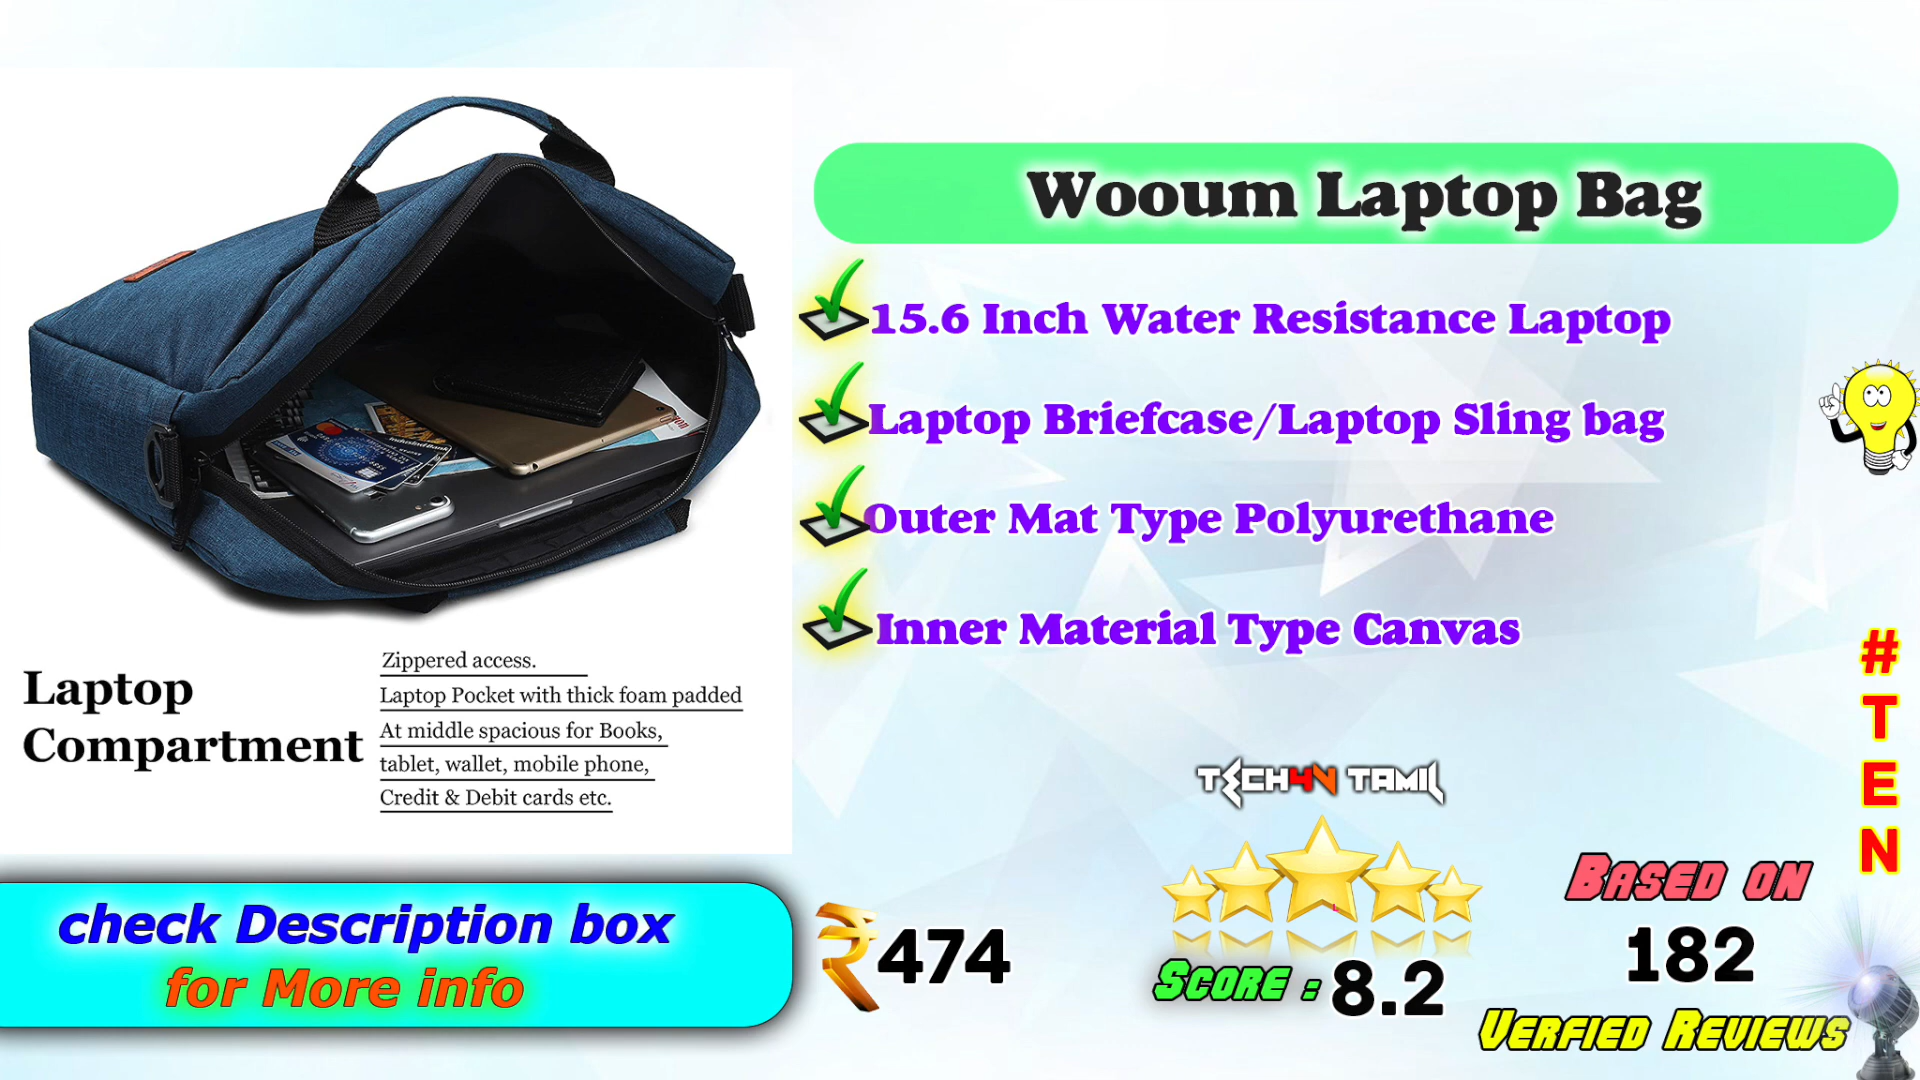 Wooum Laptop Bag
15.6 Inch Water Resistance Laptop
Laptop Briefcase/Laptop Sling bag
Outer Mat Type Polyurethane
Inner Material Type Canvas
Laptop
Compartment
Zippered access.
Laptop Pocket with thick foam padded
At middle spacious for Books,
tablet, wallet, mobile phone,
Credit & Debit cards etc.
#TEN
TECH4N TAMIL
check Description box
for More info
₹474
SCORE : 8.2
BASED ON
182
VERFIED REVIEWS